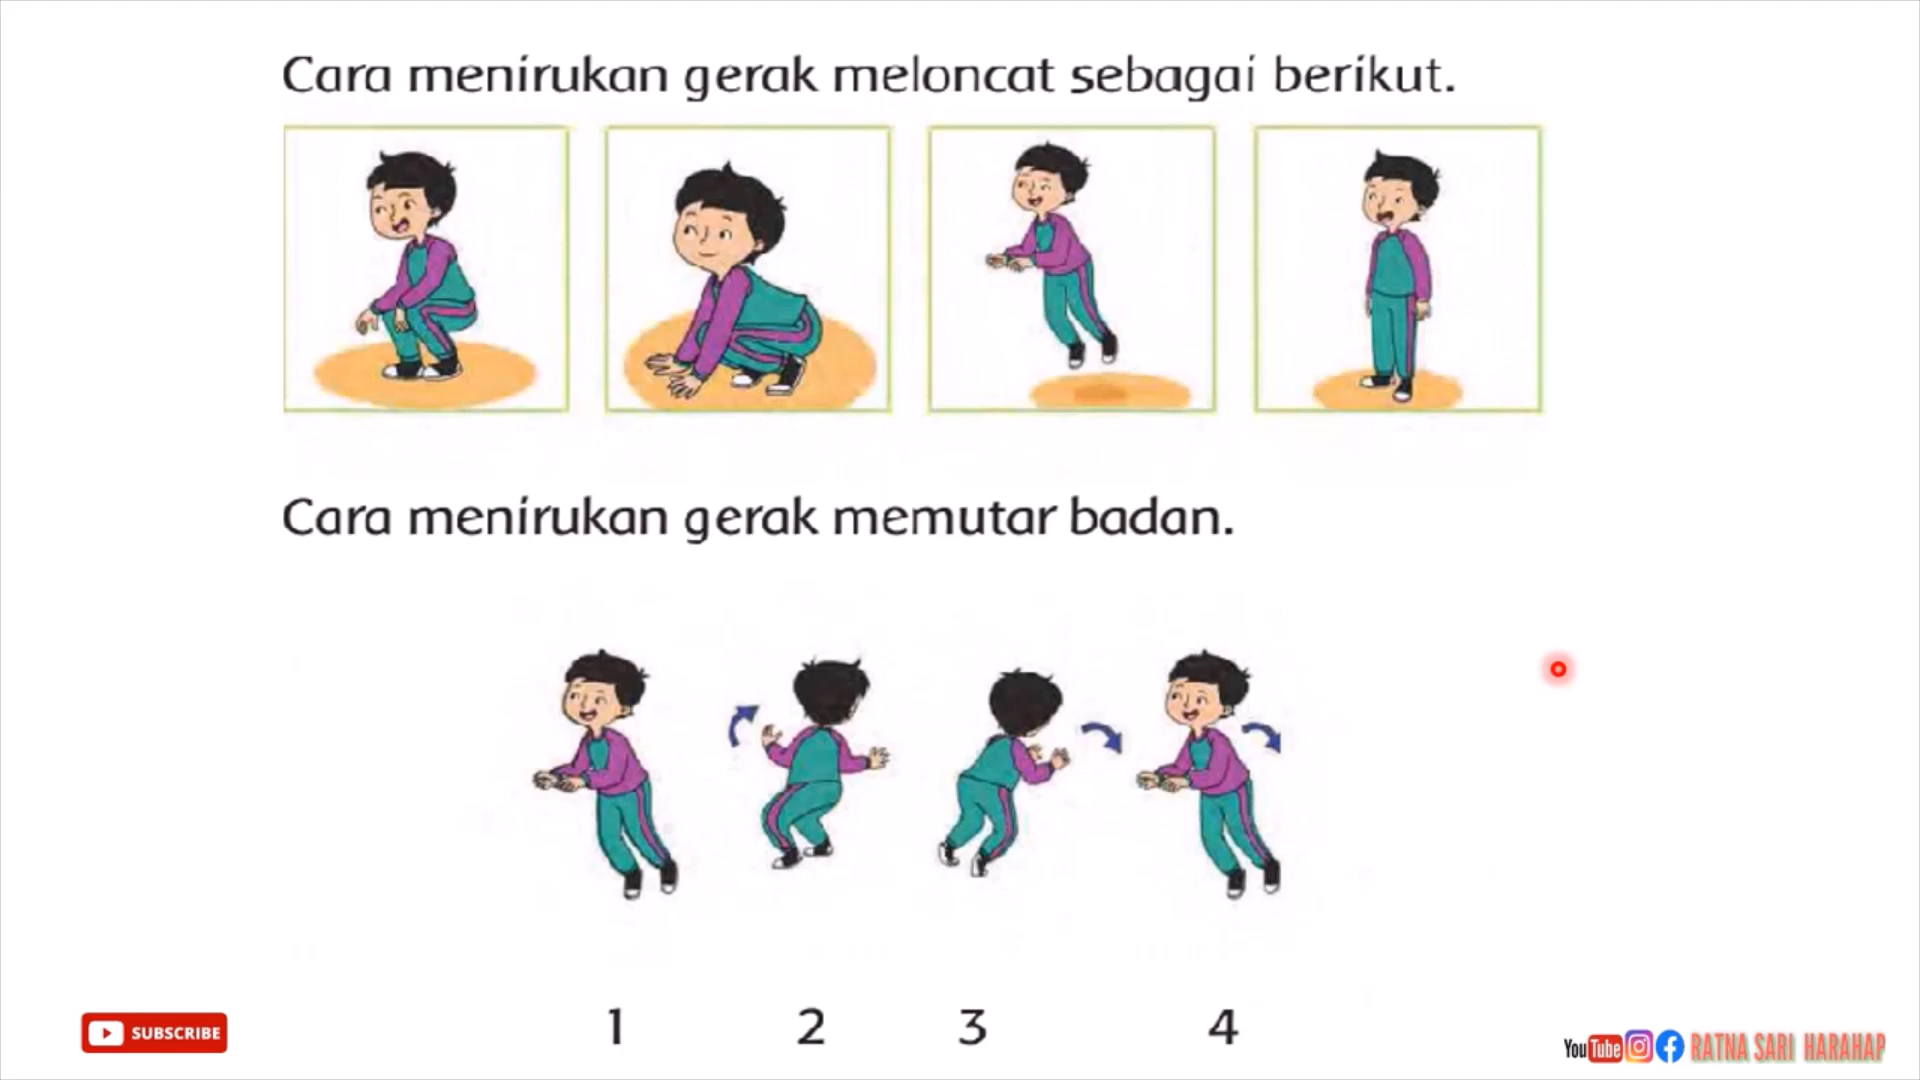 Cara menirukan gerak meloncat sebagai berikut.
Cara menirukan gerak memutar badan.
1 2 3 4
SUBSCRIBE
YouTube RATNA SARI HARAHAP